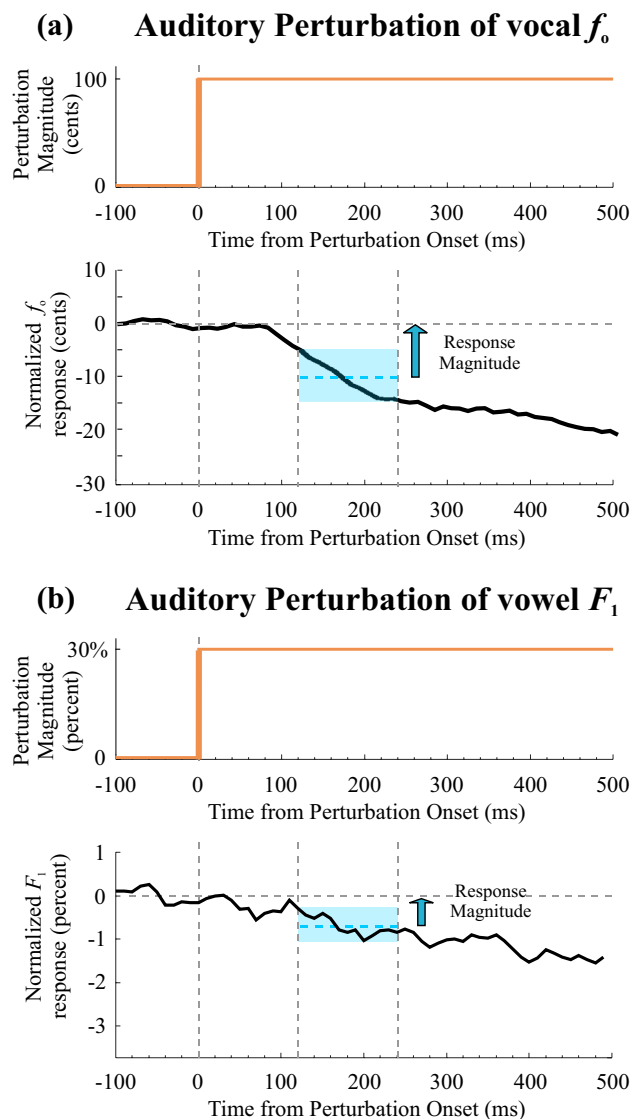 (a) Auditory Perturbation of vocal fₒ
Perturbation
Magnitude
(cents)
100
0
-100 0 100 200 300 400 500
Time from Perturbation Onset (ms)
Normalized fₒ
response (cents)
10
0
-10
-20
-30
Response
Magnitude
-100 0 100 200 300 400 500
Time from Perturbation Onset (ms)
(b) Auditory Perturbation of vowel F₁
Perturbation
Magnitude
(percent)
30%
0
-100 0 100 200 300 400 500
Time from Perturbation Onset (ms)
Normalized F₁
response (percent)
1
0
-1
-2
-3
Response
Magnitude
-100 0 100 200 300 400 500
Time from Perturbation Onset (ms)